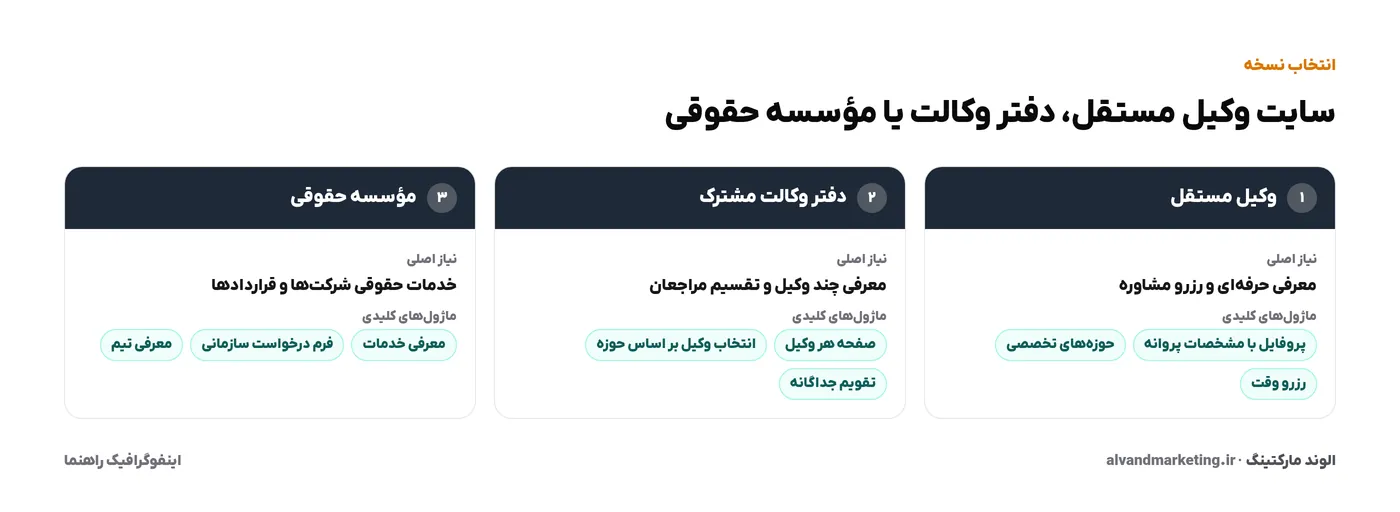 انتخاب نسخه
سایت وکیل مستقل، دفتر وکالت یا مؤسسه حقوقی
۱ وکیل مستقل
نیاز اصلی
معرفی حرفه‌ای و رزرو مشاوره
ماژول‌های کلیدی
پروفایل با مشخصات پروانه
حوزه‌های تخصصی
رزرو وقت
۲ دفتر وکالت مشترک
نیاز اصلی
معرفی چند وکیل و تقسیم مراجعان
ماژول‌های کلیدی
صفحه هر وکیل
انتخاب وکیل بر اساس حوزه
تقویم جداگانه
۳ مؤسسه حقوقی
نیاز اصلی
خدمات حقوقی شرکت‌ها و قراردادها
ماژول‌های کلیدی
معرفی خدمات
فرم درخواست سازمانی
معرفی تیم
الوند مارکتینگ · alvandmarketing.ir
اینفوگرافیک راهنما